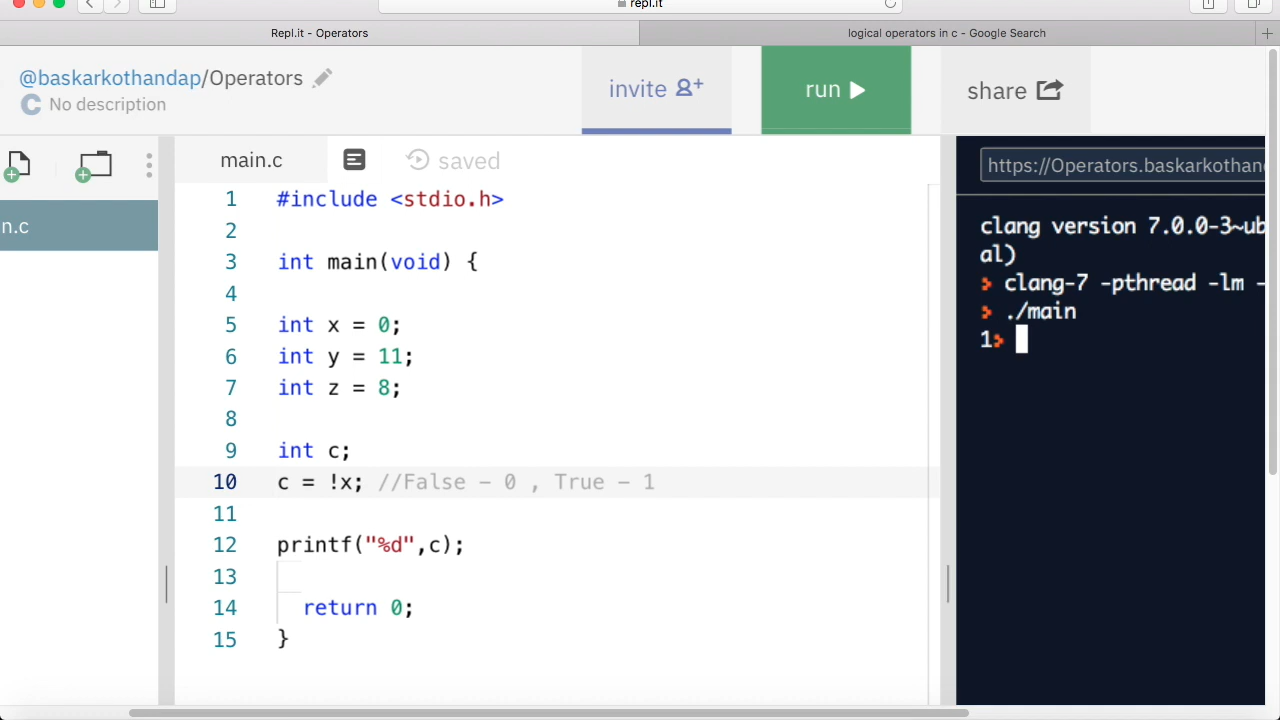 repl.it
Repl.it - Operators
logical operators in c - Google Search
@baskarkothandap/Operators
No description
invite
run
share
main.c
saved
n.c
1 #include <stdio.h>
2
3 int main(void) {
4
5 int x = 0;
6 int y = 11;
7 int z = 8;
8
9 int c;
10 c = !x; //False - 0 , True - 1
11
12 printf("%d",c);
13
14 return 0;
15 }
https://Operators.baskarkothand
clang version 7.0.0-3~ub
al)
> clang-7 -pthread -lm -
> ./main
1>